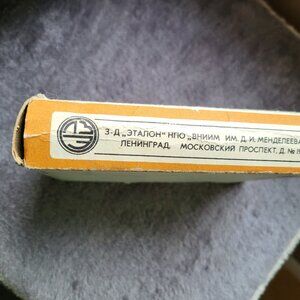 З-Д „ЭТАЛОН“ НПО „ВНИИМ ИМ. Д. И. МЕНДЕЛЕЕВА
ЛЕНИНГРАД, МОСКОВСКИЙ ПРОСПЕКТ, Д. №